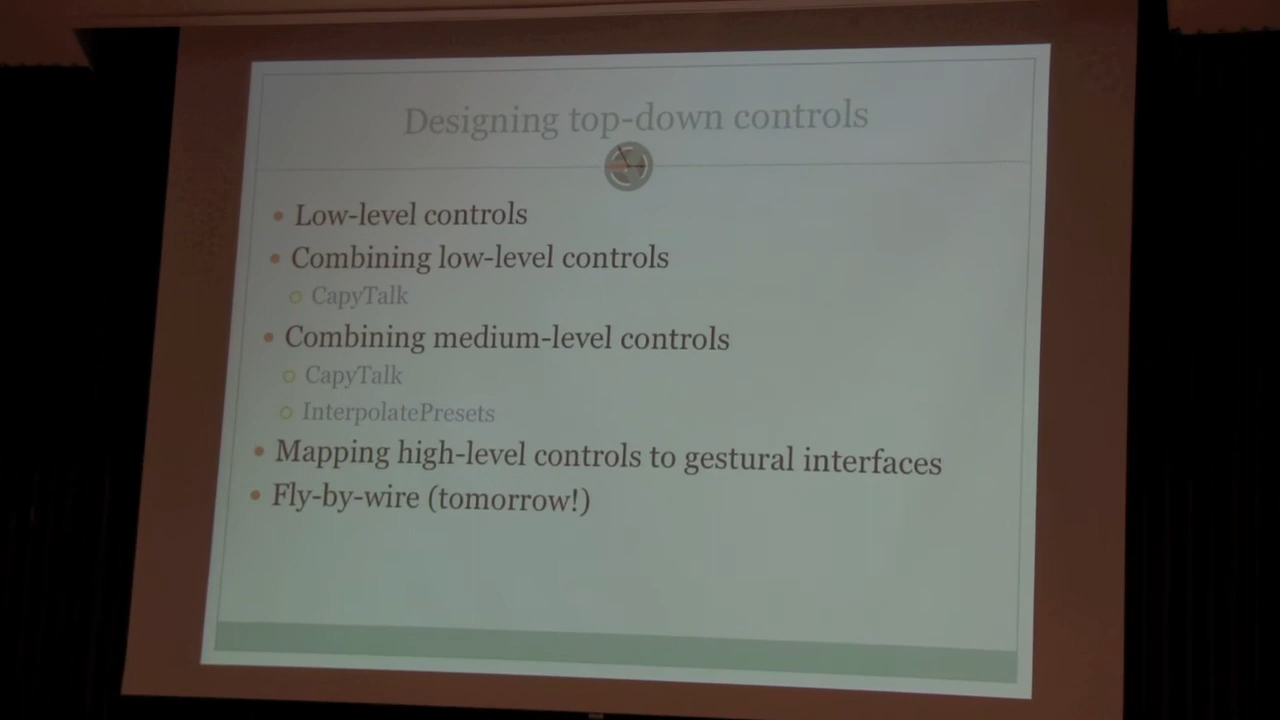 Designing top-down controls
Low-level controls
Combining low-level controls
CapyTalk
Combining medium-level controls
CapyTalk
InterpolatePresets
Mapping high-level controls to gestural interfaces
Fly-by-wire (tomorrow!)